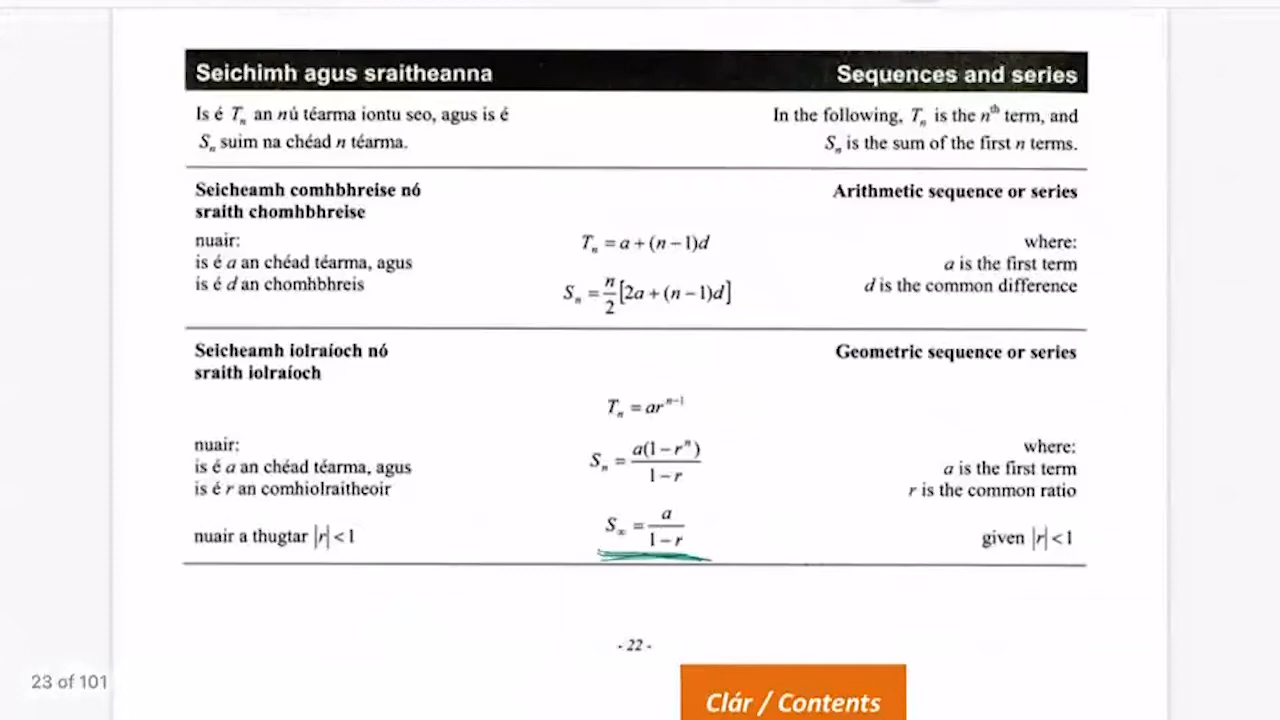 Seichimh agus sraitheanna Sequences and series
Is é Tₙ an nú téarma iontu seo, agus is é In the following, Tₙ is the nᵗʰ term, and
Sₙ suim na chéad n téarma. Sₙ is the sum of the first n terms.
Seicheamh comhbhreise nó Arithmetic sequence or series
sraith chomhbhreise
nuair: Tₙ = a + (n − 1)d where:
is é a an chéad téarma, agus a is the first term
is é d an chomhbhreis Sₙ = n/2 [2a + (n − 1)d] d is the common difference
Seicheamh iolraíoch nó Geometric sequence or series
sraith iolraíoch
Tₙ = arⁿ⁻¹
nuair: Sₙ = a(1 − rⁿ)/1 − r where:
is é a an chéad téarma, agus a is the first term
is é r an comhiolraitheoir r is the common ratio
nuair a thugtar |r| < 1 S∞ = a/1 − r given |r| < 1
- 22 -
23 of 101
Clár / Contents